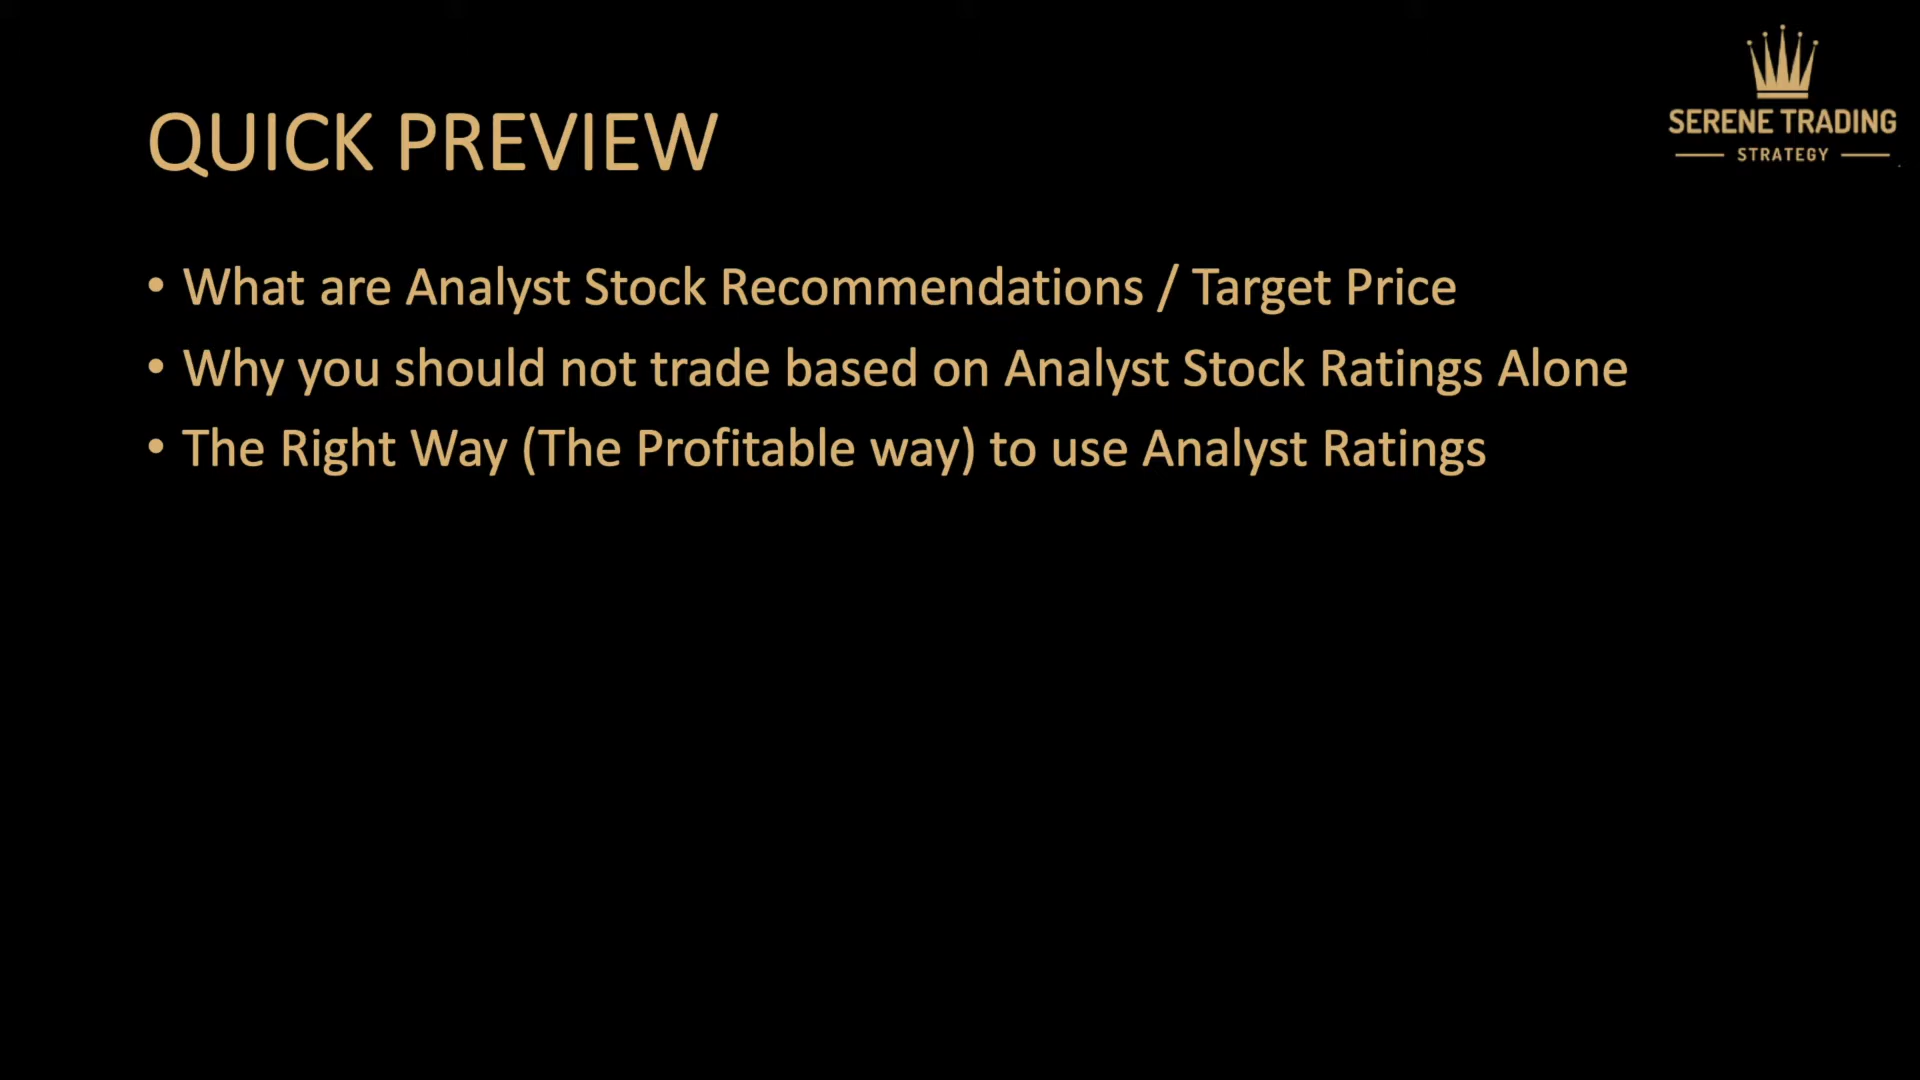 QUICK PREVIEW
SERENE TRADING
STRATEGY
• What are Analyst Stock Recommendations / Target Price
• Why you should not trade based on Analyst Stock Ratings Alone
• The Right Way (The Profitable way) to use Analyst Ratings